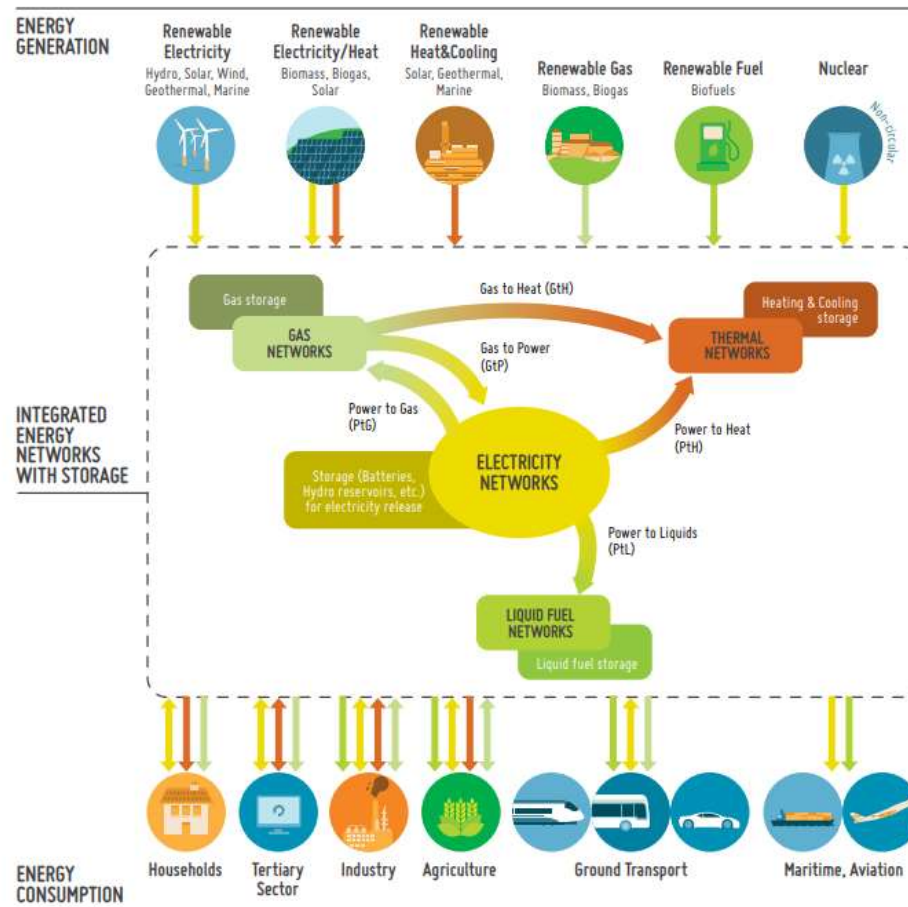 ENERGY
GENERATION
Renewable
Electricity
Hydro, Solar, Wind,
Geothermal, Marine
Renewable
Electricity/Heat
Biomass, Biogas,
Solar
Renewable
Heat&Cooling
Solar, Geothermal,
Marine
Renewable Gas
Biomass, Biogas
Renewable Fuel
Biofuels
Nuclear
Non-circular
INTEGRATED
ENERGY
NETWORKS
WITH STORAGE
Gas storage
GAS
NETWORKS
Gas to Heat (GtH)
Heating & Cooling
storage
THERMAL
NETWORKS
Gas to Power
(GtP)
Power to Gas
(PtG)
Power to Heat
(PtH)
Storage (Batteries,
Hydro reservoirs, etc.)
for electricity release
ELECTRICITY
NETWORKS
Power to Liquids
(PtL)
LIQUID FUEL
NETWORKS
Liquid fuel storage
ENERGY
CONSUMPTION
Households
Tertiary
Sector
Industry
Agriculture
Ground Transport
Maritime, Aviation